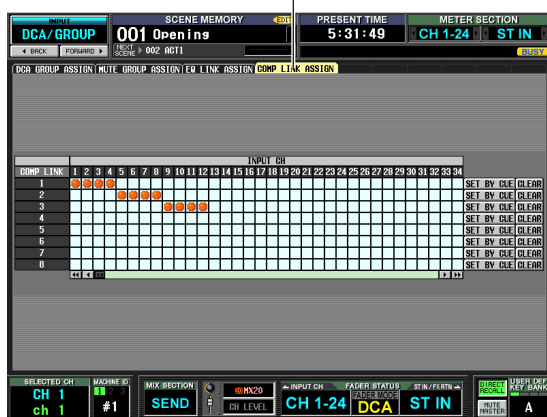 INPUT
DCA/GROUP
BACK
FORWARD
SCENE MEMORY
EDIT
001 Opening
NEXT SCENE 002 ACT1
PRESENT TIME
5:31:49
METER SECTION
CH 1-24 ST IN
BUSY
DCA GROUP ASSIGN MUTE GROUP ASSIGN EQ LINK ASSIGN COMP LINK ASSIGN
INPUT CH
COMP LINK 1 2 3 4 5 6 7 8 9 10 11 12 13 14 15 16 17 18 19 20 21 22 23 24 25 26 27 28 29 30 31 32 33 34
1 SET BY CUE CLEAR
2 SET BY CUE CLEAR
3 SET BY CUE CLEAR
4 SET BY CUE CLEAR
5 SET BY CUE CLEAR
6 SET BY CUE CLEAR
7 SET BY CUE CLEAR
8 SET BY CUE CLEAR
SELECTED CH
CH 1
ch 1
MACHINE ID
1 2 3
#1
MIX SECTION
SEND
MX20
CH LEVEL
INPUT CH
CH 1-24
FADER STATUS
FADER MODE
DCA
ST IN / FX RTN
ST IN
DIRECT RECALL
MUTE MASTER
USER DEF
KEY BANK
A